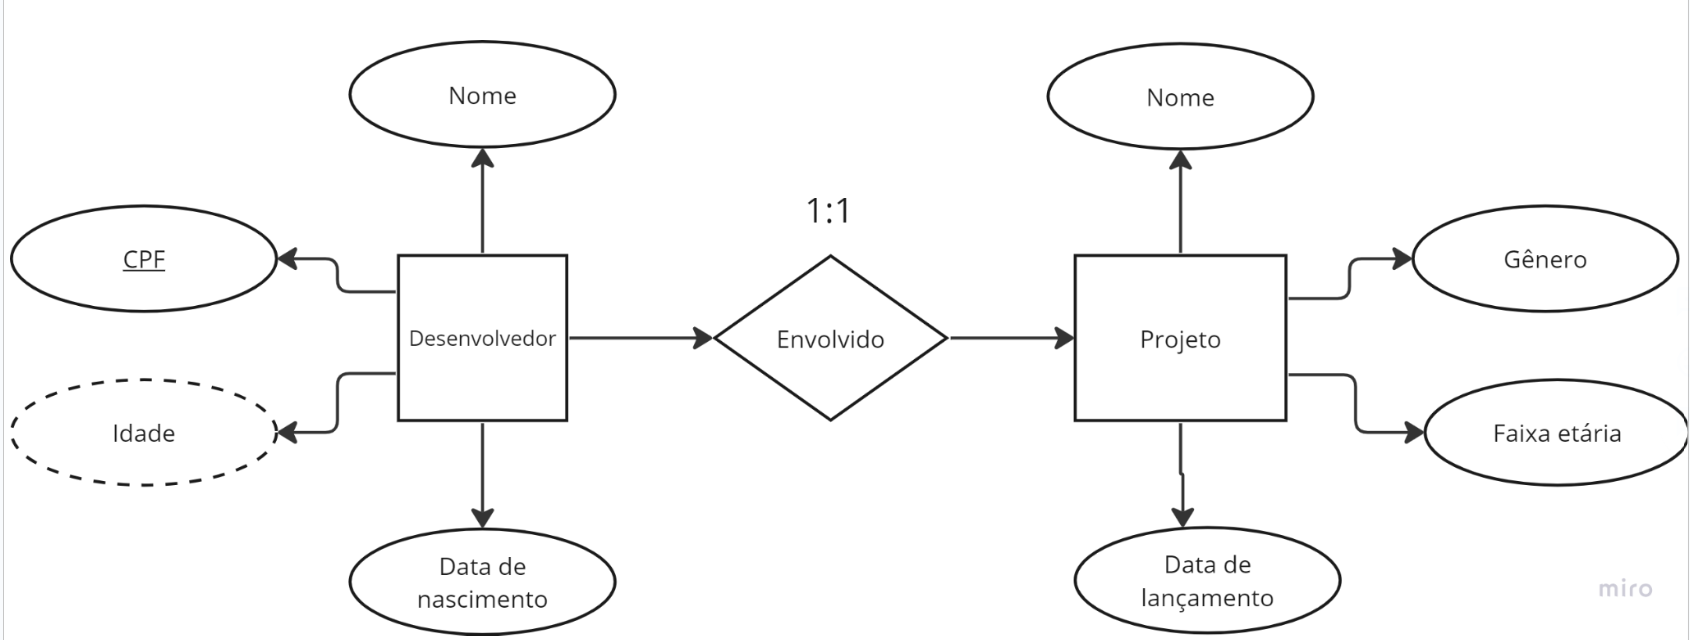 Nome
Nome
1:1
CPF
Gênero
Desenvolvedor
Envolvido
Projeto
Idade
Faixa etária
Data de
nascimento
Data de
lançamento
miro